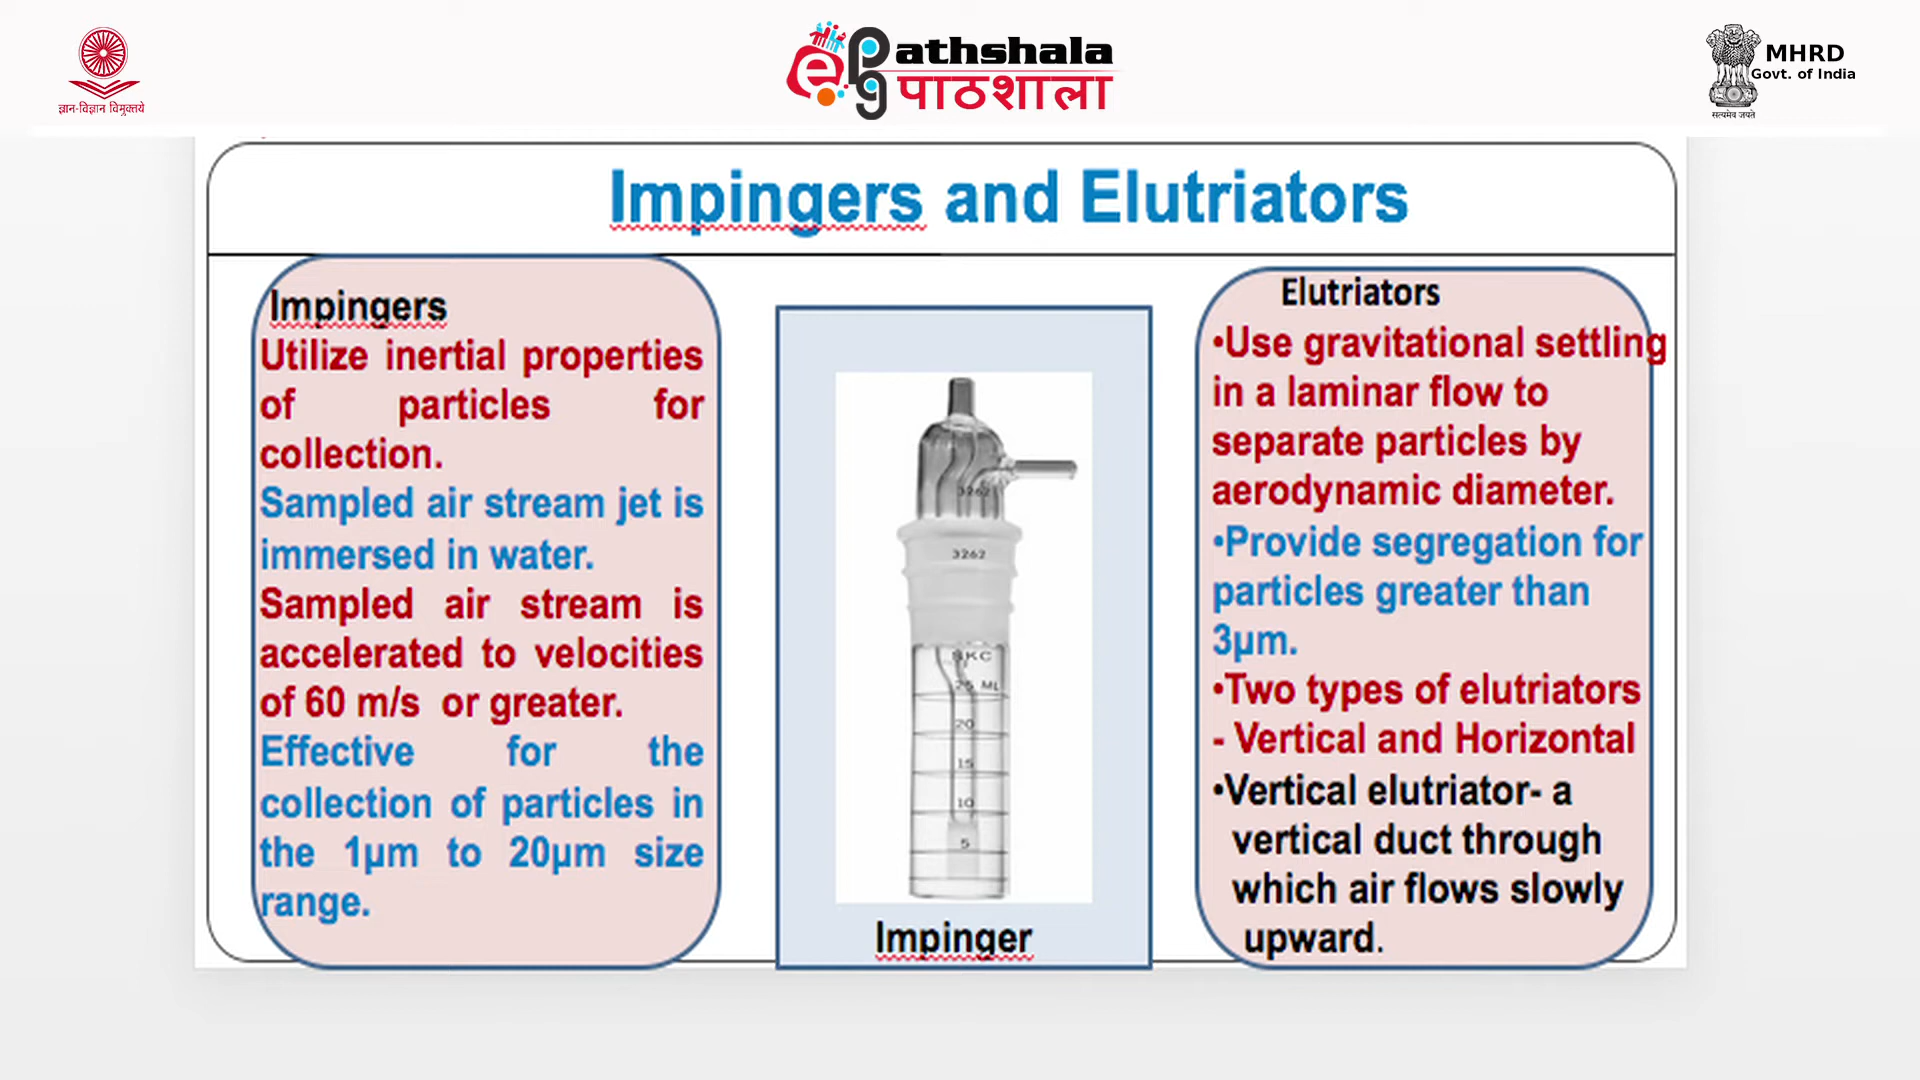 ज्ञान-विज्ञान विमुक्तये
e
pg
athshala
पाठशाला
MHRD
Govt. of India
सत्यमेव जयते
Impingers and Elutriators
Impingers
Utilize inertial properties
of particles for
collection.
Sampled air stream jet is
immersed in water.
Sampled air stream is
accelerated to velocities
of 60 m/s or greater.
Effective for the
collection of particles in
the 1µm to 20µm size
range.
3262
3262
SKC
25 ML
20
15
10
5
Impinger
Elutriators
•Use gravitational settling
in a laminar flow to
separate particles by
aerodynamic diameter.
•Provide segregation for
particles greater than
3µm.
•Two types of elutriators
- Vertical and Horizontal
•Vertical elutriator- a
vertical duct through
which air flows slowly
upward.